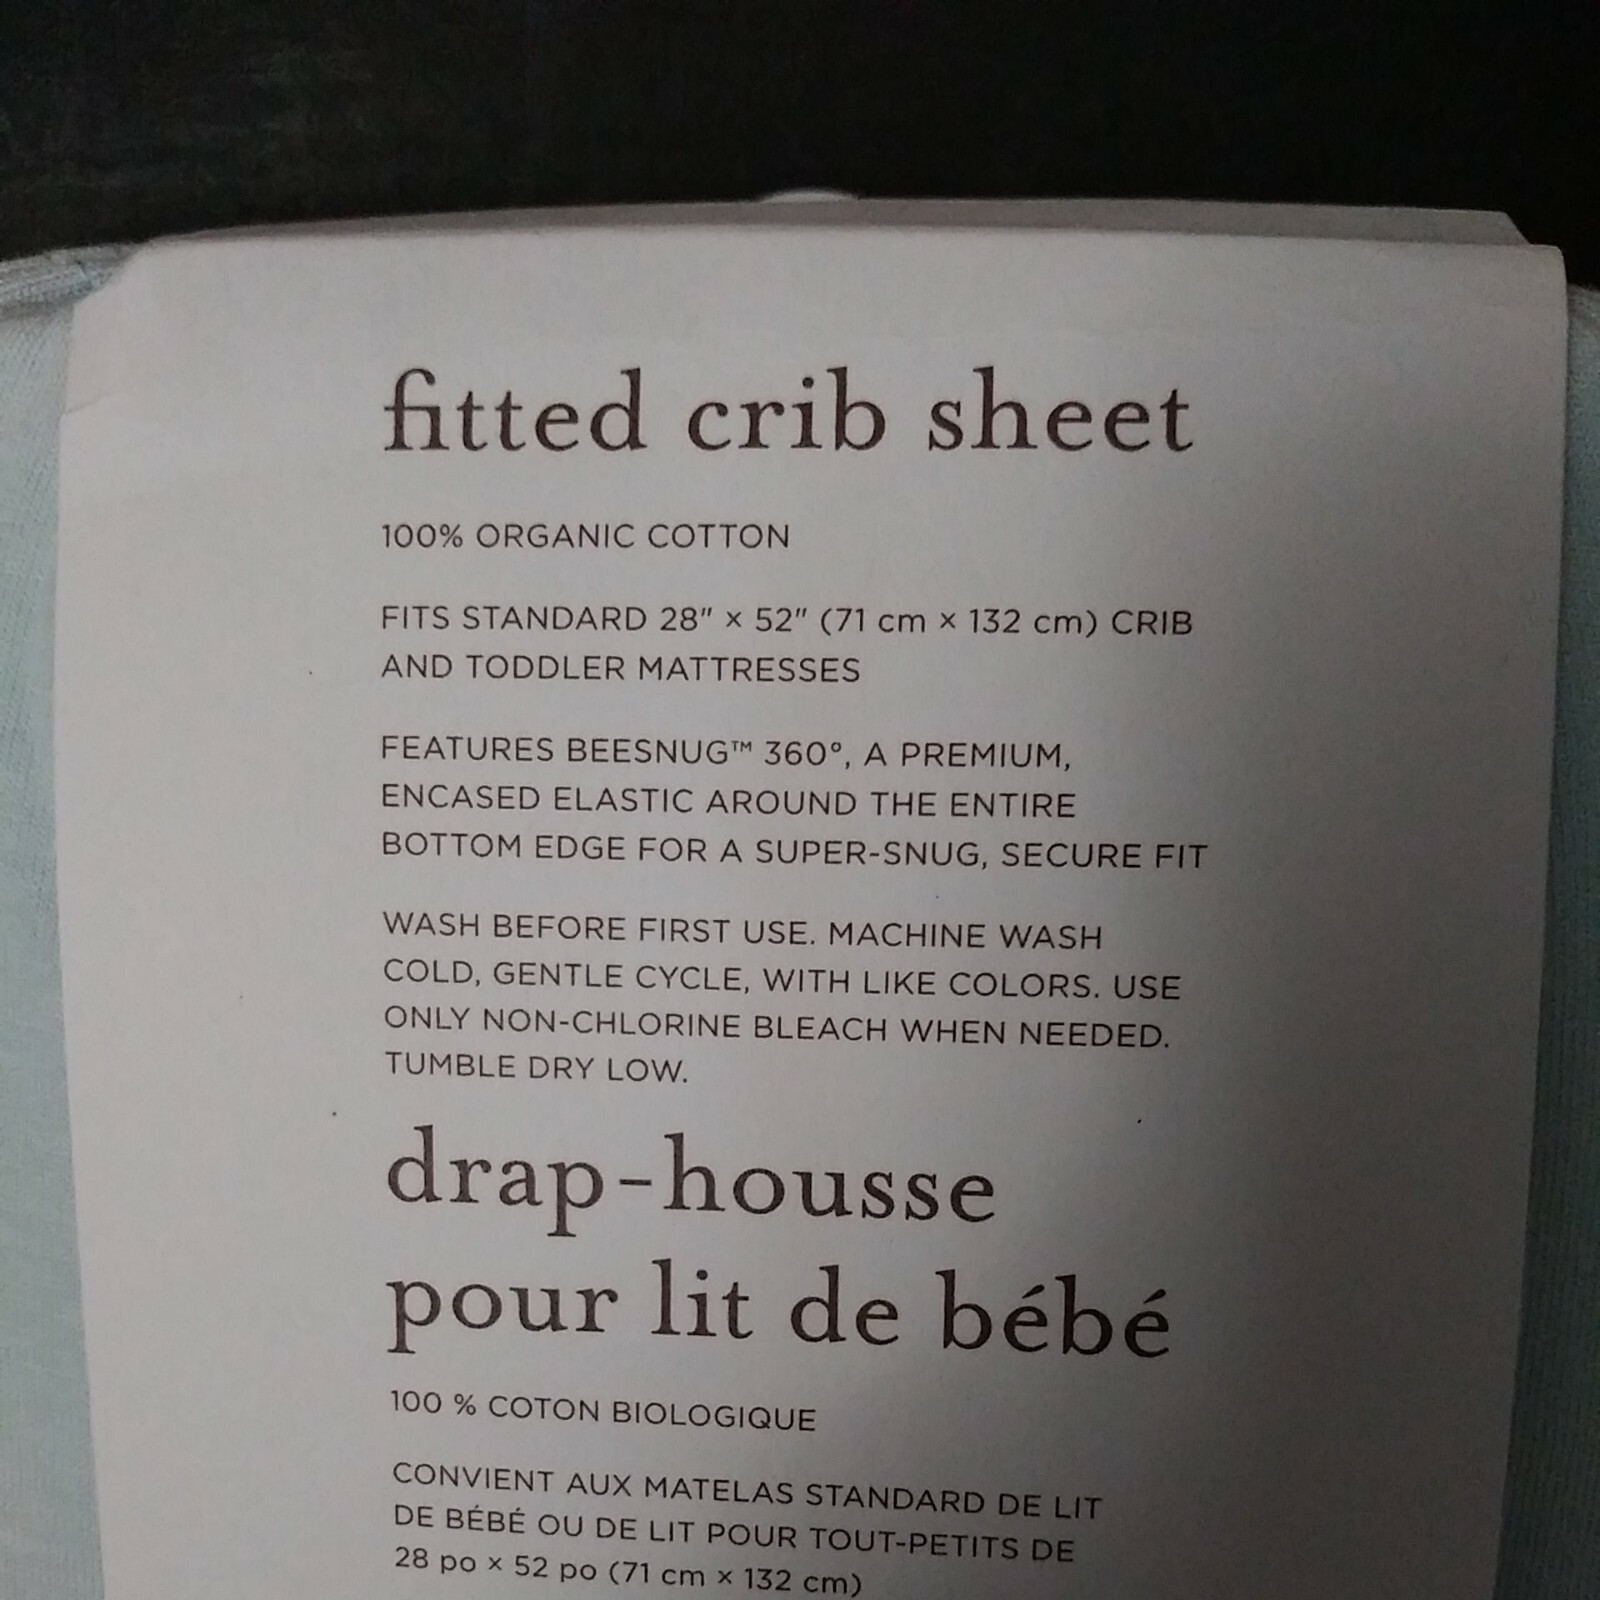 fitted crib sheet
100% ORGANIC COTTON
FITS STANDARD 28" × 52" (71 cm × 132 cm) CRIB
AND TODDLER MATTRESSES
FEATURES BEESNUG™ 360°, A PREMIUM,
ENCASED ELASTIC AROUND THE ENTIRE
BOTTOM EDGE FOR A SUPER-SNUG, SECURE FIT
WASH BEFORE FIRST USE. MACHINE WASH
COLD, GENTLE CYCLE, WITH LIKE COLORS. USE
ONLY NON-CHLORINE BLEACH WHEN NEEDED.
TUMBLE DRY LOW.
drap-housse
pour lit de bébé
100 % COTON BIOLOGIQUE
CONVIENT AUX MATELAS STANDARD DE LIT
DE BÉBÉ OU DE LIT POUR TOUT-PETITS DE
28 po × 52 po (71 cm × 132 cm)